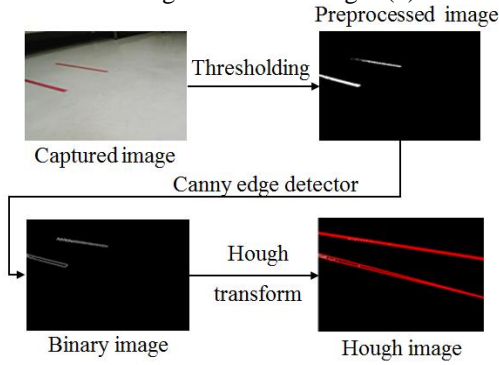 Preprocessed image
Thresholding
Captured image
Canny edge detector
Hough
transform
Binary image
Hough image